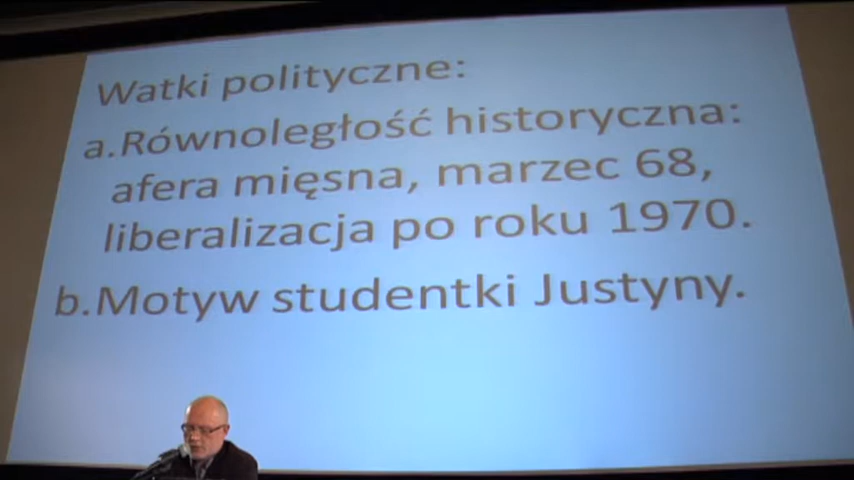 Watki polityczne:
a.Równoległość historyczna:
afera mięsna, marzec 68,
liberalizacja po roku 1970.
b.Motyw studentki Justyny.